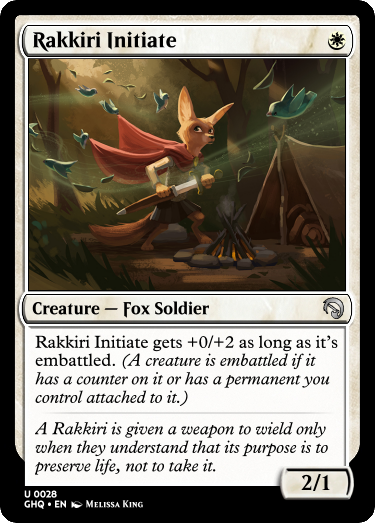 Rakkiri Initiate
Creature — Fox Soldier
Rakkiri Initiate gets +0/+2 as long as it's
embattled. (A creature is embattled if it
has a counter on it or has a permanent you
control attached to it.)
A Rakkiri is given a weapon to wield only
when they understand that its purpose is to
preserve life, not to take it.
2/1
U 0028
GHQ • EN Melissa King